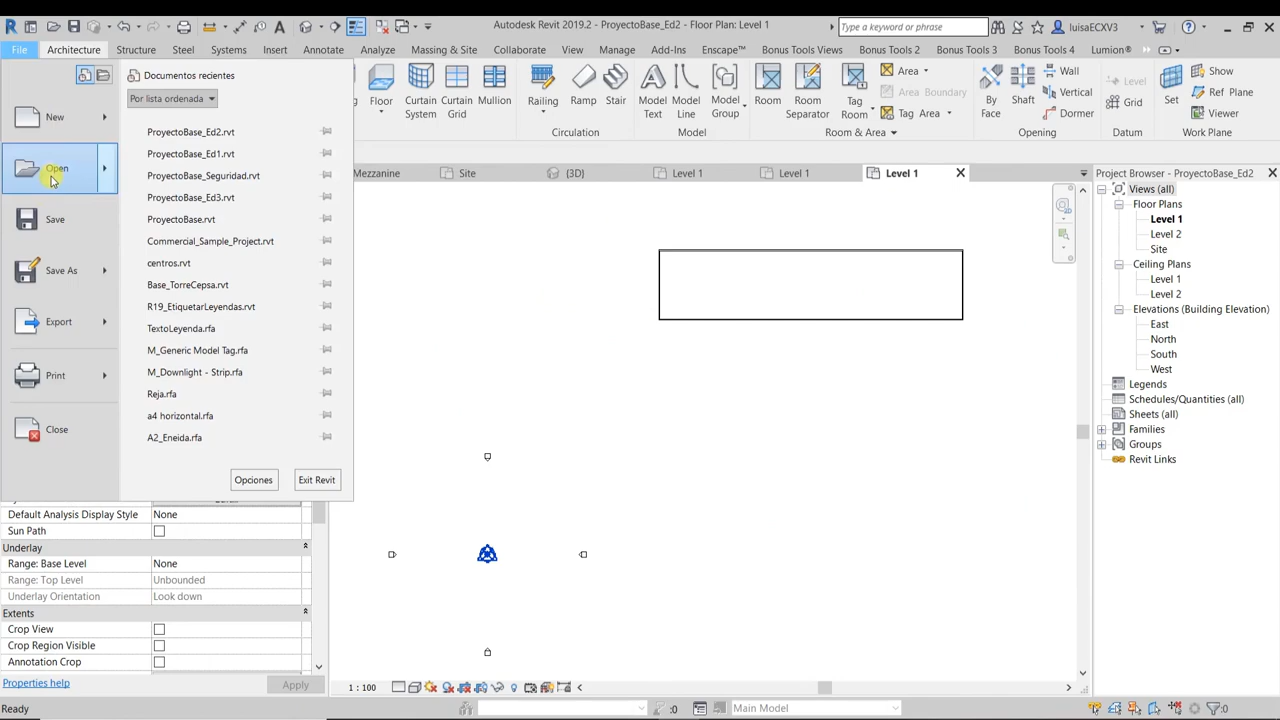 Autodesk Revit 2019.2 - ProyectoBase_Ed2 - Floor Plan: Level 1
Type a keyword or phrase
luisaECXV3
File
Architecture
Structure
Steel
Systems
Insert
Annotate
Analyze
Massing & Site
Collaborate
View
Manage
Add-Ins
Enscape™
Bonus Tools Views
Bonus Tools 2
Bonus Tools 3
Bonus Tools 4
Lumion®
Floor
Curtain
System
Curtain
Grid
Mullion
Railing
Ramp
Stair
Model
Text
Model
Line
Model
Group
Room
Room
Separator
Tag
Room
Area
Area Boundary
Tag Area
By
Face
Shaft
Wall
Vertical
Dormer
Level
Grid
Set
Show
Ref Plane
Viewer
Circulation
Model
Room & Area
Opening
Datum
Work Plane
Documentos recientes
Por lista ordenada
New
Open
Save
Save As
Export
Print
Close
ProyectoBase_Ed2.rvt
ProyectoBase_Ed1.rvt
ProyectoBase_Seguridad.rvt
ProyectoBase_Ed3.rvt
ProyectoBase.rvt
Commercial_Sample_Project.rvt
centros.rvt
Base_TorreCepsa.rvt
R19_EtiquetarLeyendas.rvt
TextoLeyenda.rfa
M_Generic Model Tag.rfa
M_Downlight - Strip.rfa
Reja.rfa
a4 horizontal.rfa
A2_Eneida.rfa
Opciones
Exit Revit
Mezzanine
Site
(3D)
Level 1
Level 1
Level 1
Project Browser - ProyectoBase_Ed2
Views (all)
Floor Plans
Level 1
Level 2
Site
Ceiling Plans
Level 1
Level 2
Elevations (Building Elevation)
East
North
South
West
Legends
Schedules/Quantities (all)
Sheets (all)
Families
Groups
Revit Links
Default Analysis Display Style None
Sun Path
Underlay
Range: Base Level None
Range: Top Level Unbounded
Underlay Orientation Look down
Extents
Crop View
Crop Region Visible
Annotation Crop
Properties help
Apply
1 : 100
Ready
:0
Main Model
:0